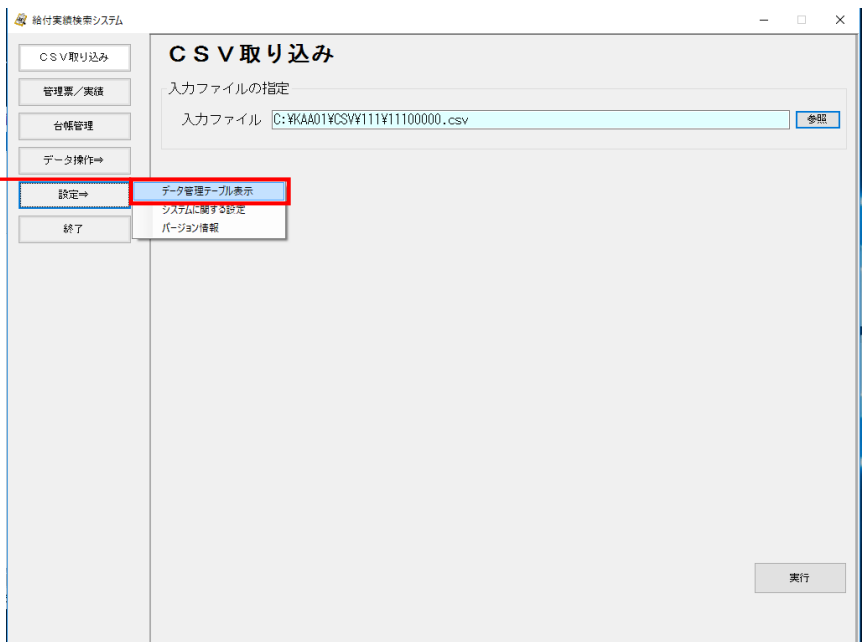 給付実績検索システム
CSV取り込み
管理票/実績
台帳管理
データ操作⇒
設定⇒
終了
データ管理テーブル表示
システムに関する設定
バージョン情報
CSV取り込み
入力ファイルの指定
入力ファイル C:¥KAA01¥CSV¥111¥11100000.csv 参照
実行